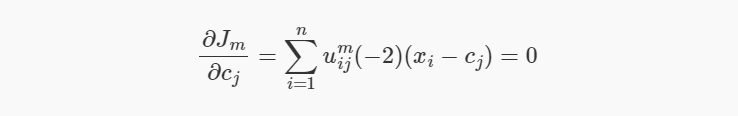 ∂J_m/∂c_j = ∑_{i=1}^{n} u_{ij}^{m}(−2)(x_i − c_j) = 0